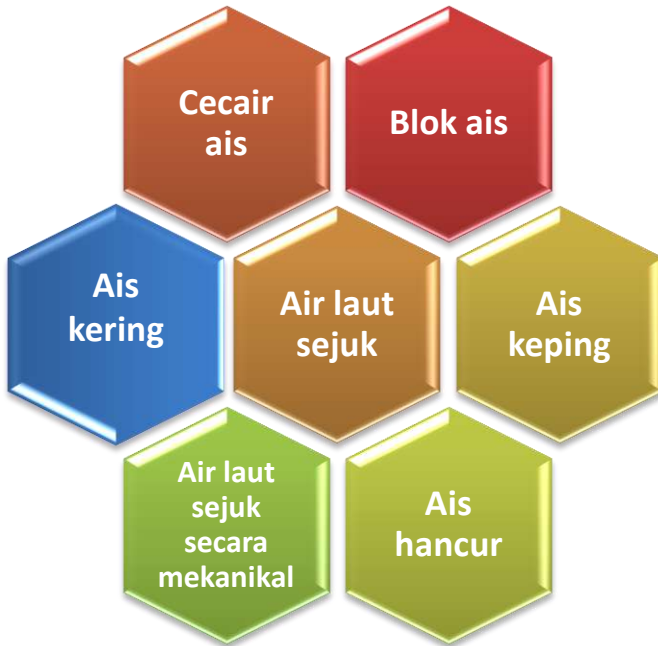 Cecair
ais
Blok ais
Ais
kering
Air laut
sejuk
Ais
keping
Air laut
sejuk
secara
mekanikal
Ais
hancur